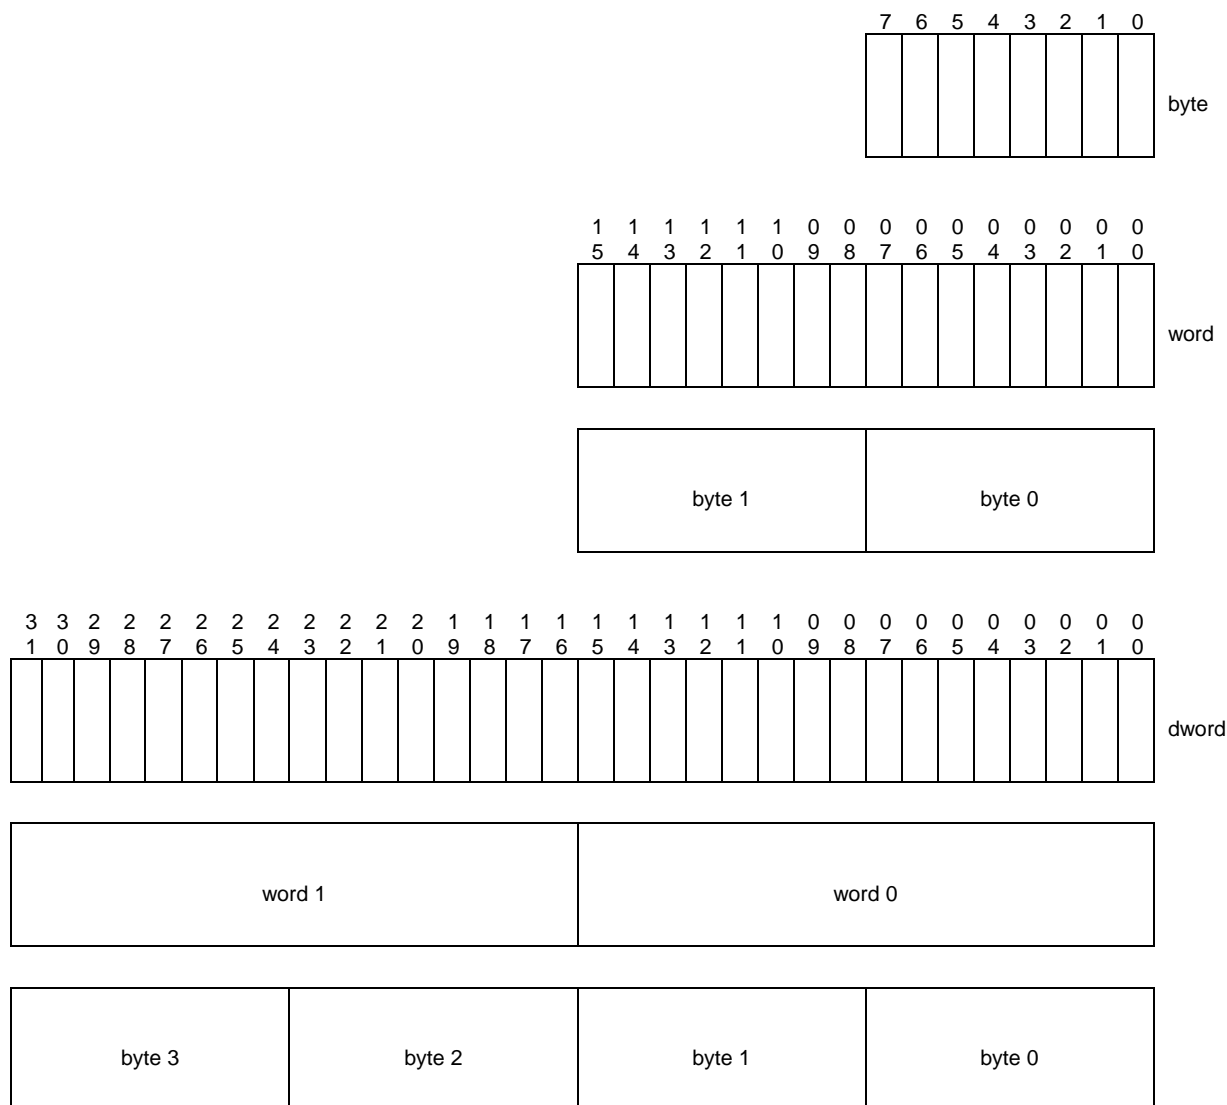 7 6 5 4 3 2 1 0
byte
1 1 1 1 1 1 0 0 0 0 0 0 0 0 0 0
5 4 3 2 1 0 9 8 7 6 5 4 3 2 1 0
word
byte 1 byte 0
3 3 2 2 2 2 2 2 2 2 2 2 1 1 1 1 1 1 1 1 1 1 0 0 0 0 0 0 0 0 0 0
1 0 9 8 7 6 5 4 3 2 1 0 9 8 7 6 5 4 3 2 1 0 9 8 7 6 5 4 3 2 1 0
dword
word 1 word 0
byte 3 byte 2 byte 1 byte 0